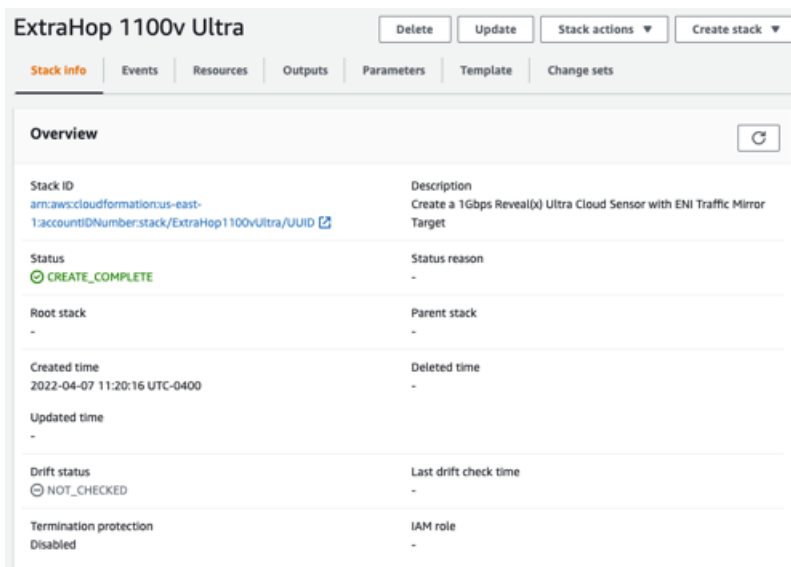 ExtraHop 1100v Ultra
Delete
Update
Stack actions
Create stack
Stack info
Events
Resources
Outputs
Parameters
Template
Change sets
Overview
Stack ID
arn:aws:cloudformation:us-east-
1:accountIDNumber:stack/ExtraHop1100vUltra/UUID
Description
Create a 1Gbps Reveal(x) Ultra Cloud Sensor with ENI Traffic Mirror
Target
Status
CREATE_COMPLETE
Status reason
-
Root stack
-
Parent stack
-
Created time
2022-04-07 11:20:16 UTC-0400
Deleted time
-
Updated time
-
Drift status
NOT_CHECKED
Last drift check time
-
Termination protection
Disabled
IAM role
-